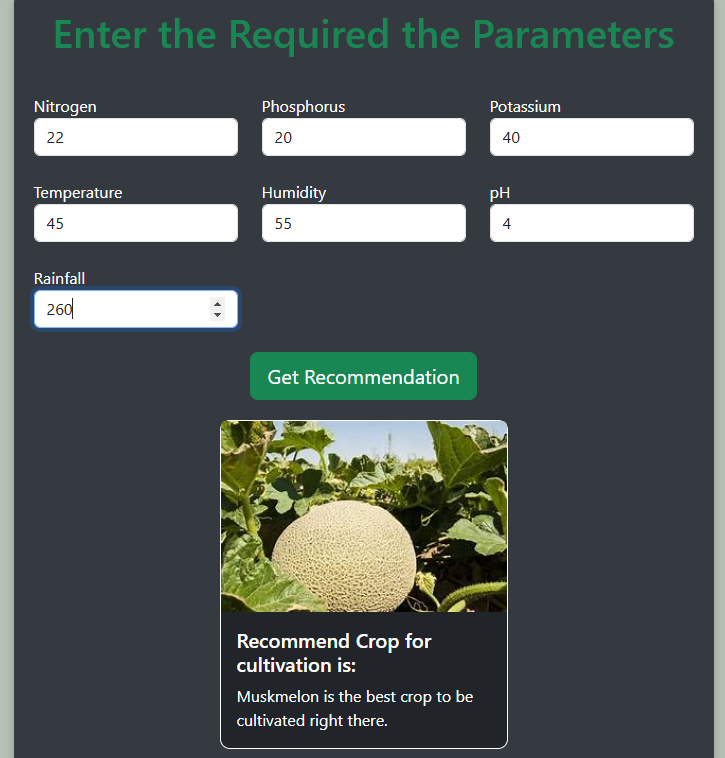 Enter the Required the Parameters
Nitrogen Phosphorus Potassium
22 20 40
Temperature Humidity pH
45 55 4
Rainfall
260
Get Recommendation
Recommend Crop for
cultivation is:
Muskmelon is the best crop to be
cultivated right there.